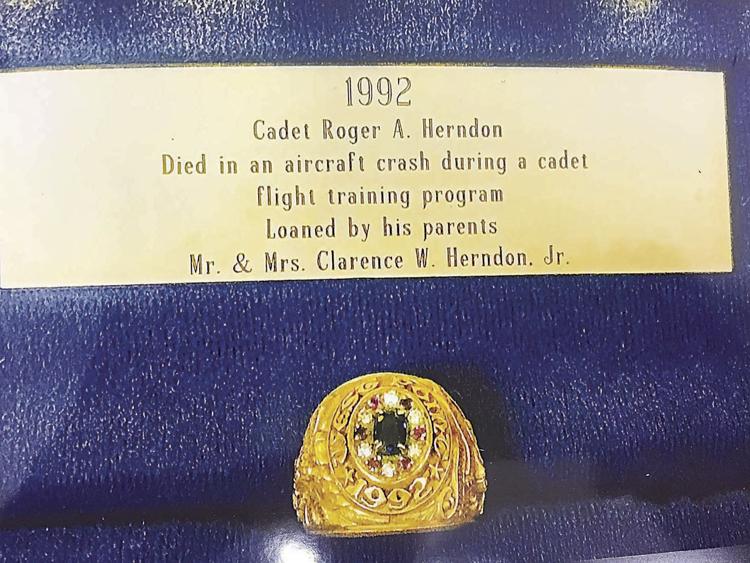 1992
Cadet Roger A. Herndon
Died in an aircraft crash during a cadet
flight training program
Loaned by his parents
Mr. & Mrs. Clarence W. Herndon, Jr.
1992